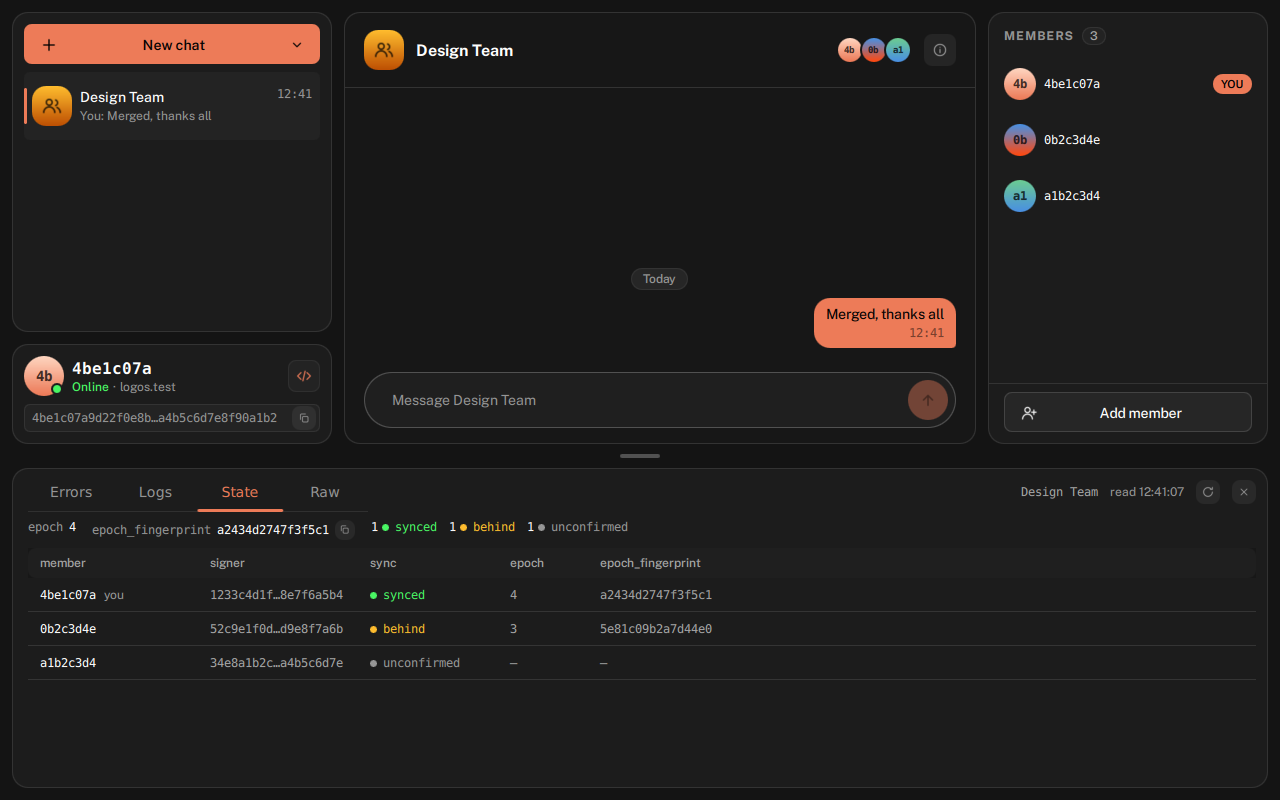 New chat
Design Team
12:41
You: Merged, thanks all
4b
4be1c07a
Online · logos.test
4be1c07a9d22f0e8b…a4b5c6d7e8f90a1b2
Design Team
4b 0b a1
Today
Merged, thanks all
12:41
Message Design Team
MEMBERS 3
4b 4be1c07a YOU
0b 0b2c3d4e
a1 a1b2c3d4
Add member
Errors Logs State Raw
Design Team read 12:41:07
epoch 4 epoch_fingerprint a2434d2747f3f5c1 1 synced 1 behind 1 unconfirmed
member signer sync epoch epoch_fingerprint
4be1c07a you 1233c4d1f…8e7f6a5b4 synced 4 a2434d2747f3f5c1
0b2c3d4e 52c9e1f0d…d9e8f7a6b behind 3 5e81c09b2a7d44e0
a1b2c3d4 34e8a1b2c…a4b5c6d7e unconfirmed — —